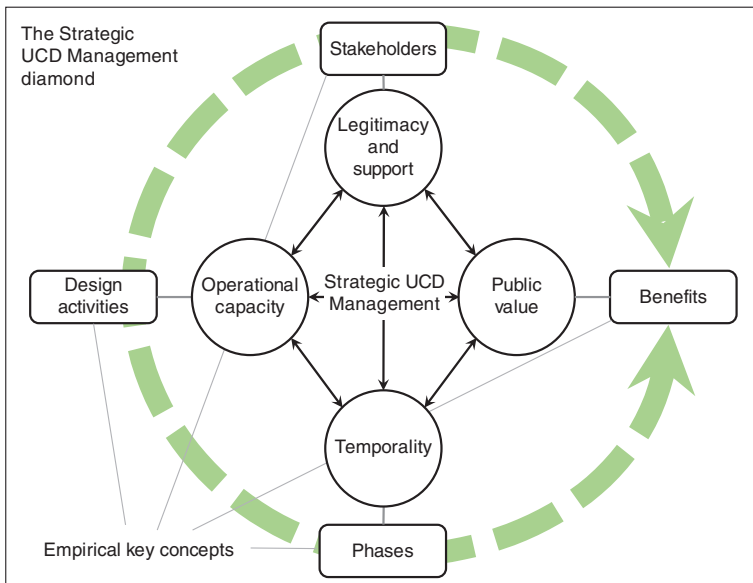 The Strategic
UCD Management
diamond
Stakeholders
Legitimacy
and
support
Design
activities
Operational
capacity
Strategic UCD
Management
Public
value
Benefits
Temporality
Empirical key concepts
Phases